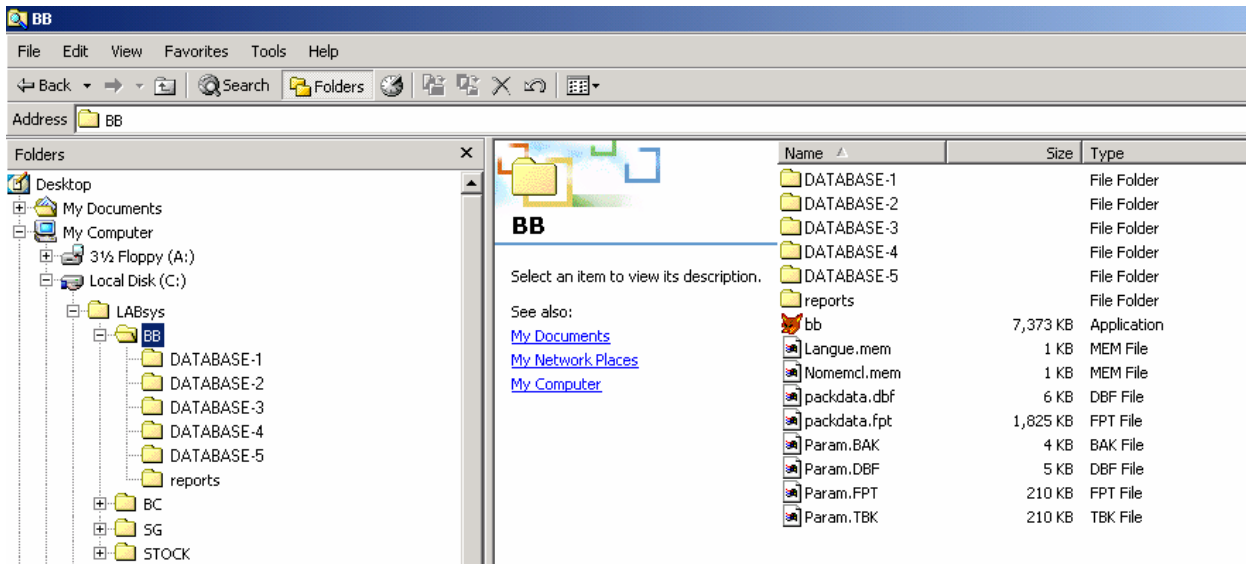 BB
File Edit View Favorites Tools Help
Back Search Folders
Address BB
Folders
Desktop
My Documents
My Computer
3½ Floppy (A:)
Local Disk (C:)
LABsys
BB
DATABASE-1
DATABASE-2
DATABASE-3
DATABASE-4
DATABASE-5
reports
BC
SG
STOCK
BB
Select an item to view its description.
See also:
My Documents
My Network Places
My Computer
Name Size Type
DATABASE-1 File Folder
DATABASE-2 File Folder
DATABASE-3 File Folder
DATABASE-4 File Folder
DATABASE-5 File Folder
reports File Folder
bb 7,373 KB Application
Langue.mem 1 KB MEM File
Nomemcl.mem 1 KB MEM File
packdata.dbf 6 KB DBF File
packdata.fpt 1,825 KB FPT File
Param.BAK 4 KB BAK File
Param.DBF 5 KB DBF File
Param.FPT 210 KB FPT File
Param.TBK 210 KB TBK File